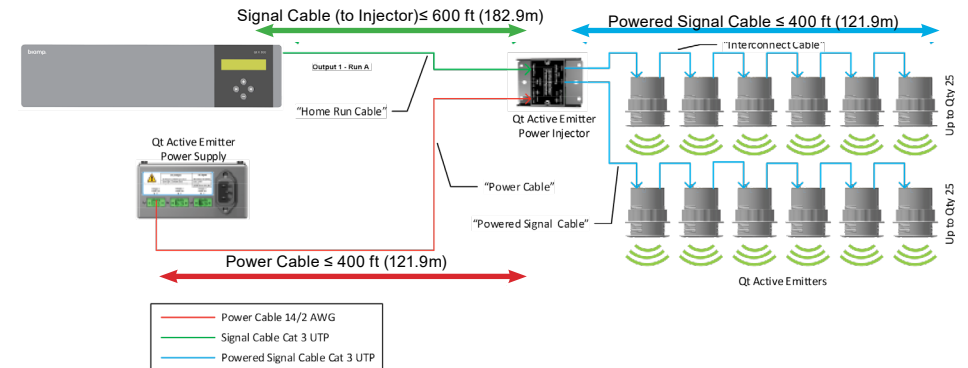 Signal Cable (to Injector)≤ 600 ft (182.9m)
Powered Signal Cable ≤ 400 ft (121.9m)
biamp.
Output 1 - Run A
"Home Run Cable"
"Interconnect Cable"
Qt Active Emitter
Power Injector
Up to Qty 25
Qt Active Emitter
Power Supply
"Power Cable"
"Powered Signal Cable"
Up to Qty 25
Power Cable ≤ 400 ft (121.9m)
Qt Active Emitters
Power Cable 14/2 AWG
Signal Cable Cat 3 UTP
Powered Signal Cable Cat 3 UTP